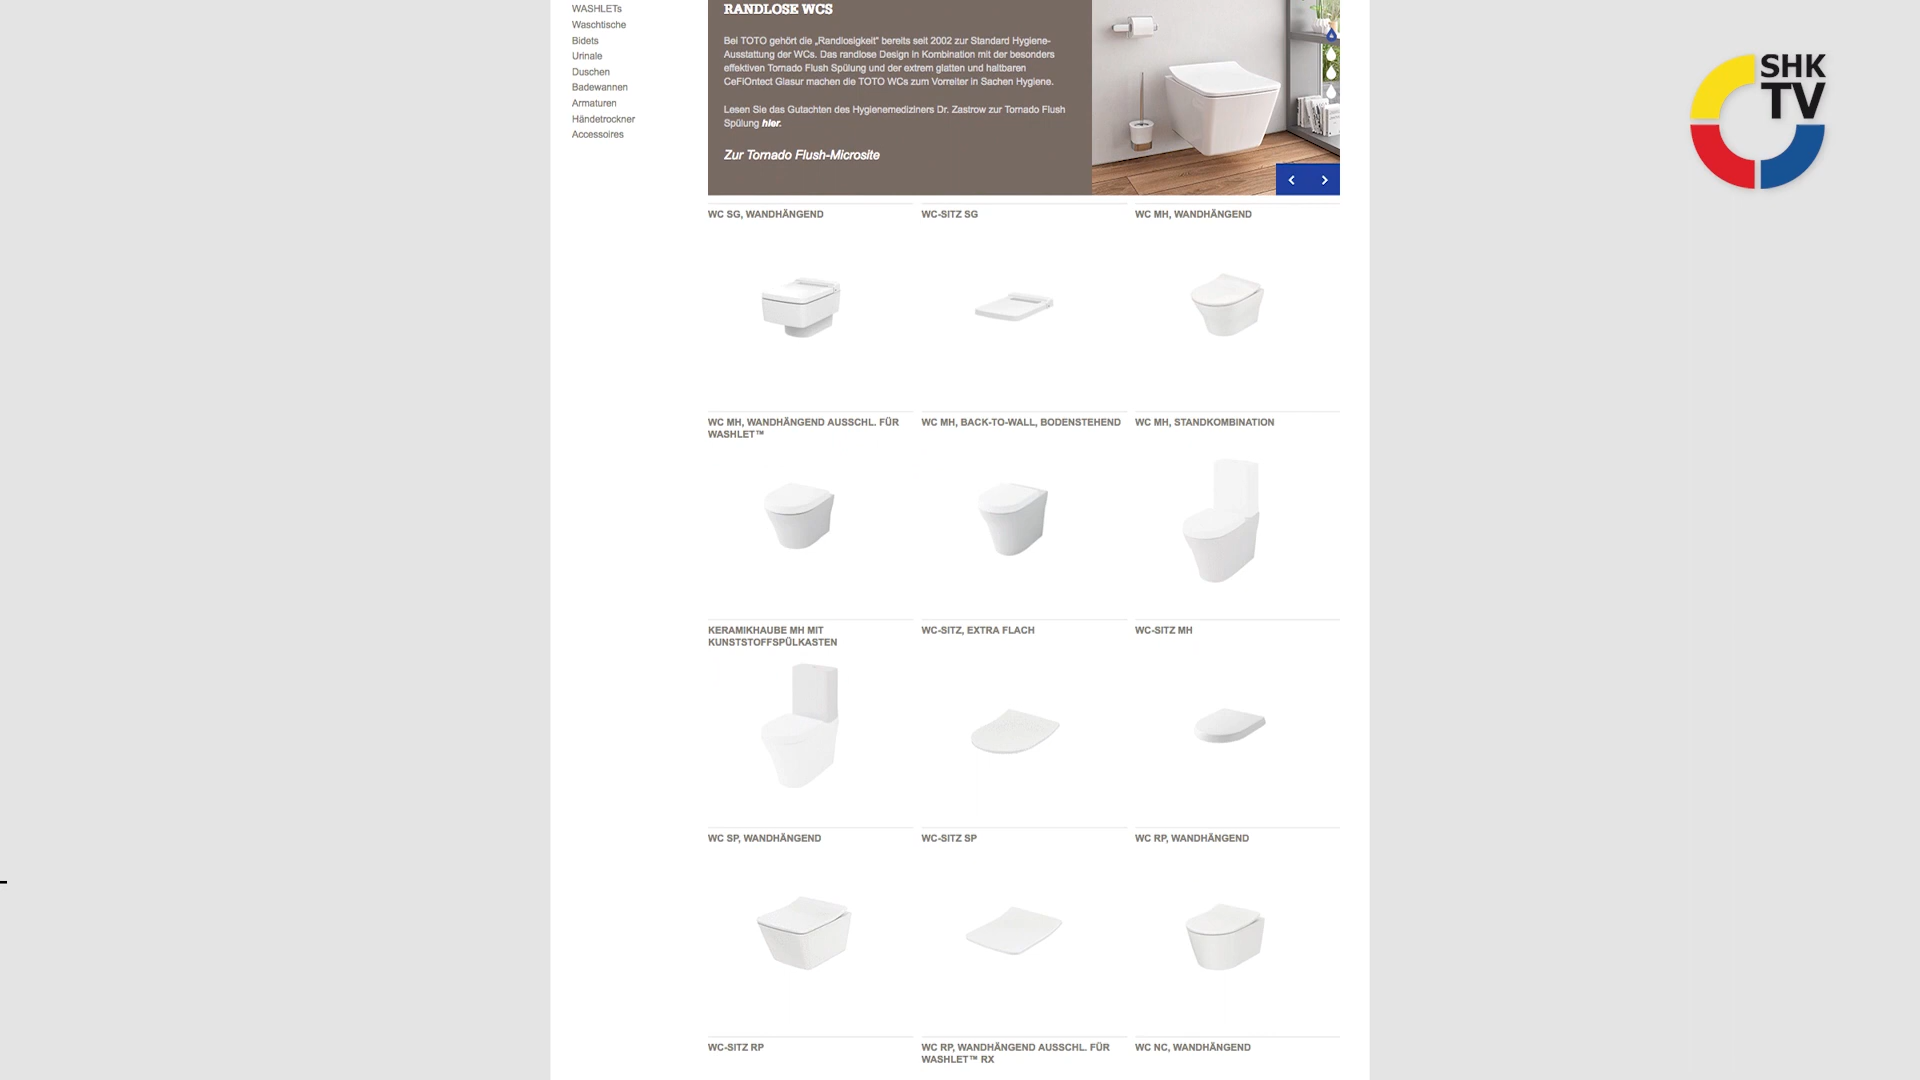 WASHLETs
Waschtische
Bidets
Urinale
Duschen
Badewannen
Armaturen
Händetrockner
Accessoires
RANDLOSE WCS
Bei TOTO gehört die „Randlosigkeit“ bereits seit 2002 zur Standard Hygiene-
Ausstattung der WCs. Das randlose Design in Kombination mit der besonders
effektiven Tornado Flush Spülung und der extrem glatten und haltbaren
CeFiONtect Glasur machen die TOTO WCs zum Vorreiter in Sachen Hygiene.
Lesen Sie das Gutachten des Hygienemediziners Dr. Zastrow zur Tornado Flush
Spülung hier.
Zur Tornado Flush-Microsite
SHK
TV
WC SG, WANDHÄNGEND
WC-SITZ SG
WC MH, WANDHÄNGEND
WC MH, WANDHÄNGEND AUSSCHL. FÜR
WASHLET™
WC MH, BACK-TO-WALL, BODENSTEHEND
WC MH, STANDKOMBINATION
KERAMIKHAUBE MH MIT
KUNSTSTOFFSPÜLKASTEN
WC-SITZ, EXTRA FLACH
WC-SITZ MH
WC SP, WANDHÄNGEND
WC-SITZ SP
WC RP, WANDHÄNGEND
WC-SITZ RP
WC RP, WANDHÄNGEND AUSSCHL. FÜR
WASHLET™ RX
WC NC, WANDHÄNGEND